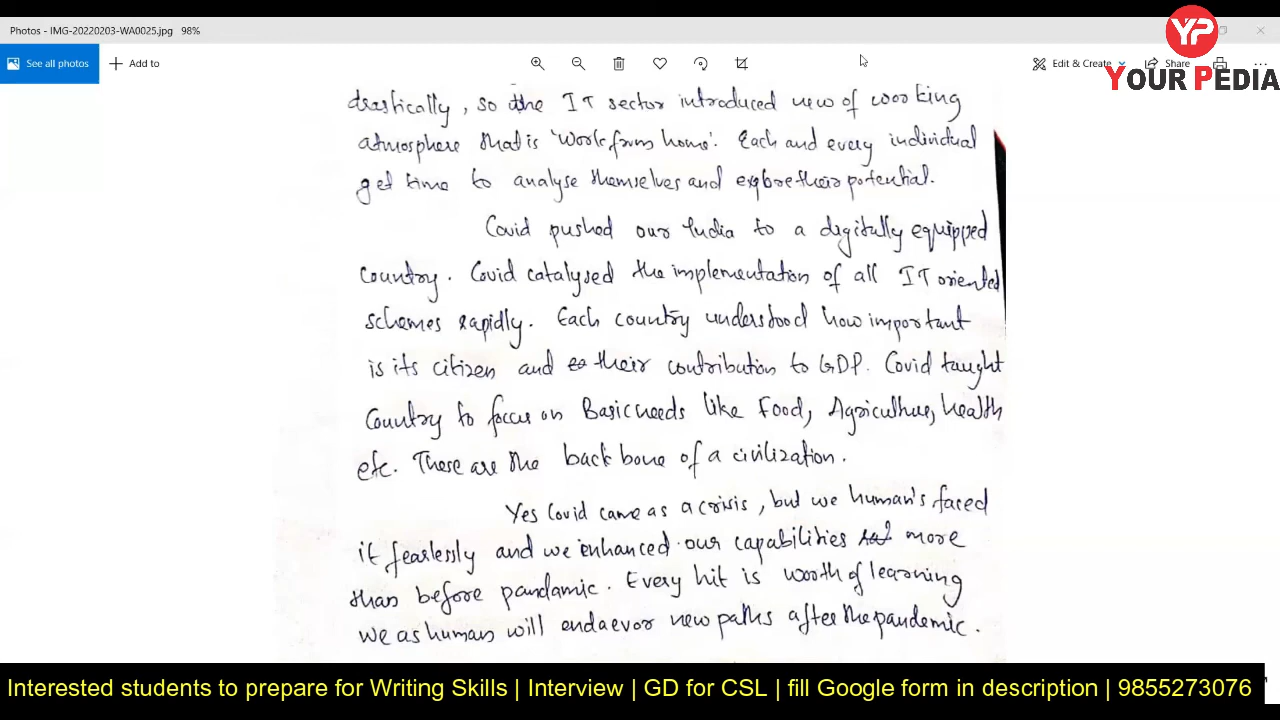 Photos - IMG-20220203-WA0025.jpg 98%
YP
YOUR PEDIA
See all photos
Add to
Edit & Create
Share
drastically, so the IT sector introduced new of working
atmosphere that is 'Work from home'. Each and every individual
get time to analyse themselves and explore their potential.
Covid pushed our India to a digitally equipped
Country. Covid catalysed the implementation of all IT oriented
schemes rapidly. Each country understood how important
is its citizen and their contribution to GDP. Covid taught
Country to focus on Basic needs like Food, Agriculture, health
etc. These are the back bone of a civilization.
Yes Covid came as a crisis, but we human's faced
it fearlessly and we enhanced our capabilities more
than before pandamic. Every hit is worth of learning
we as human will endaevor new paths after the pandemic.
Interested students to prepare for Writing Skills | Interview | GD for CSL | fill Google form in description | 9855273076